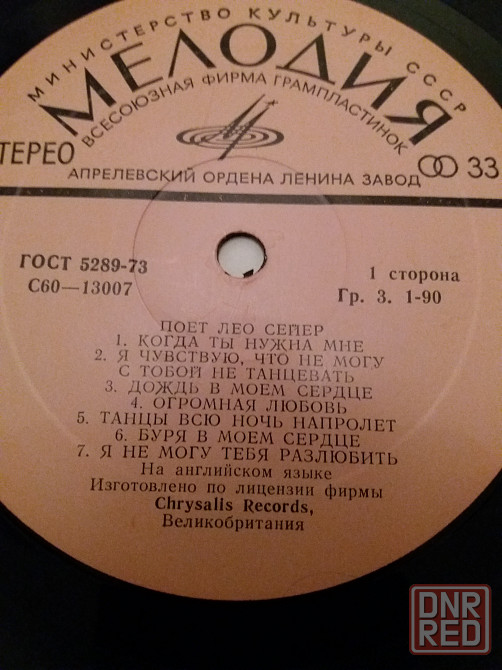 МИНИСТЕРСТВО КУЛЬТУРЫ СССР
МЕЛОДИЯ
ВСЕСОЮЗНАЯ ФИРМА ГРАМПЛАСТИНОК
ТЕРЕО
33
АПРЕЛЕВСКИЙ ОРДЕНА ЛЕНИНА ЗАВОД
ГОСТ 5289-73
С60—13007
1 сторона
Гр. 3. 1-90
ПОЕТ ЛЕО СЕЙЕР
1. КОГДА ТЫ НУЖНА МНЕ
2. Я ЧУВСТВУЮ, ЧТО НЕ МОГУ
С ТОБОЙ НЕ ТАНЦЕВАТЬ
3. ДОЖДЬ В МОЕМ СЕРДЦЕ
4. ОГРОМНАЯ ЛЮБОВЬ
5. ТАНЦЫ ВСЮ НОЧЬ НАПРОЛЕТ
6. БУРЯ В МОЕМ СЕРДЦЕ
7. Я НЕ МОГУ ТЕБЯ РАЗЛЮБИТЬ
На английском языке
Изготовлено по лицензии фирмы
Chrysalis Records,
Великобритания
DNR
RED